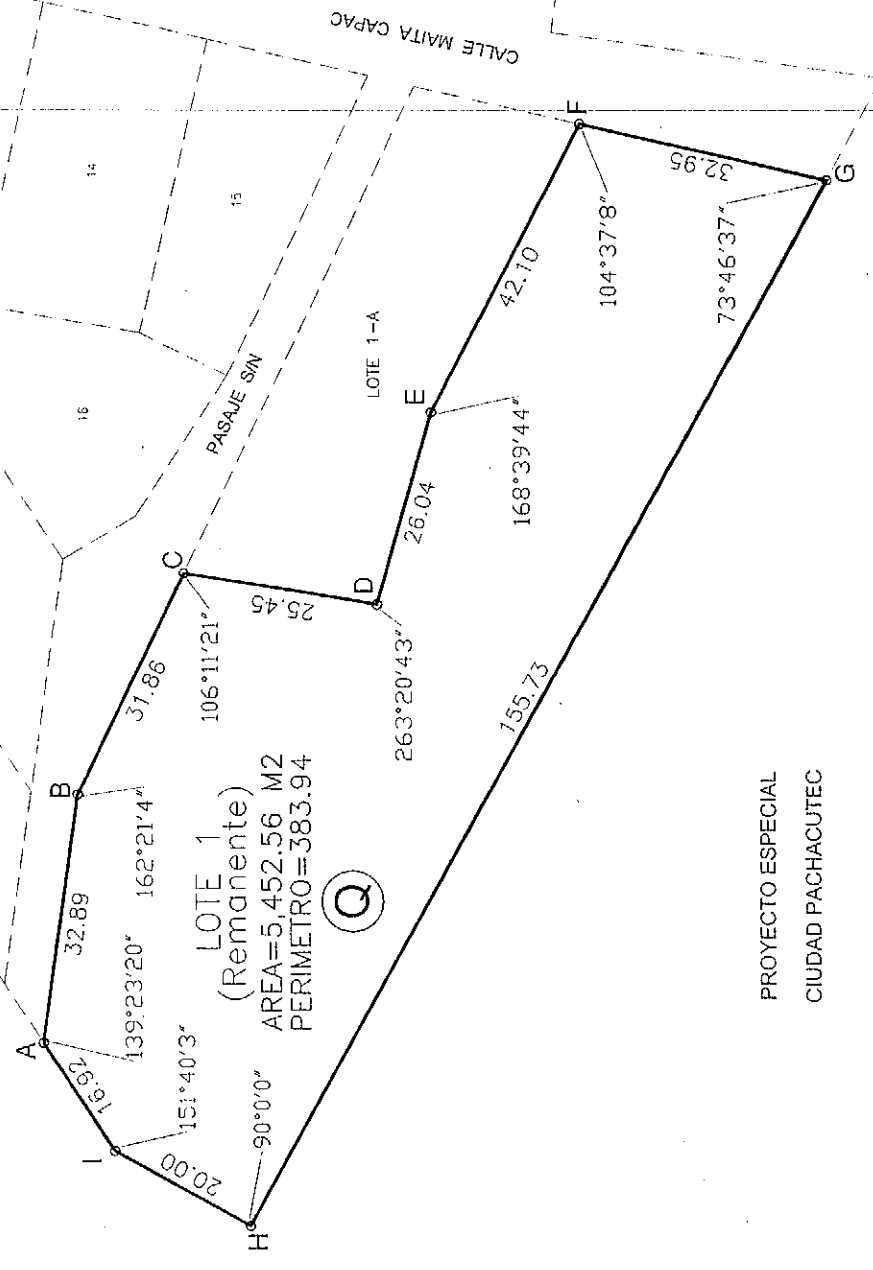 CALLE MAITA CAPAC
14
15
16
PASAJE S/N
LOTE 1-A
A
B
C
D
E
F
G
H
I
32.89
31.86
25.45
26.04
42.10
32.95
155.73
20.00
16.92
139°23'20"
162°21'4"
106°11'21"
263°20'43"
168°39'44"
104°37'8"
73°46'37"
90°0'0"
151°40'3"
LOTE 1
(Remanente)
AREA=5,452.56 M2
PERIMETRO=383.94
Q
PROYECTO ESPECIAL
CIUDAD PACHACUTEC